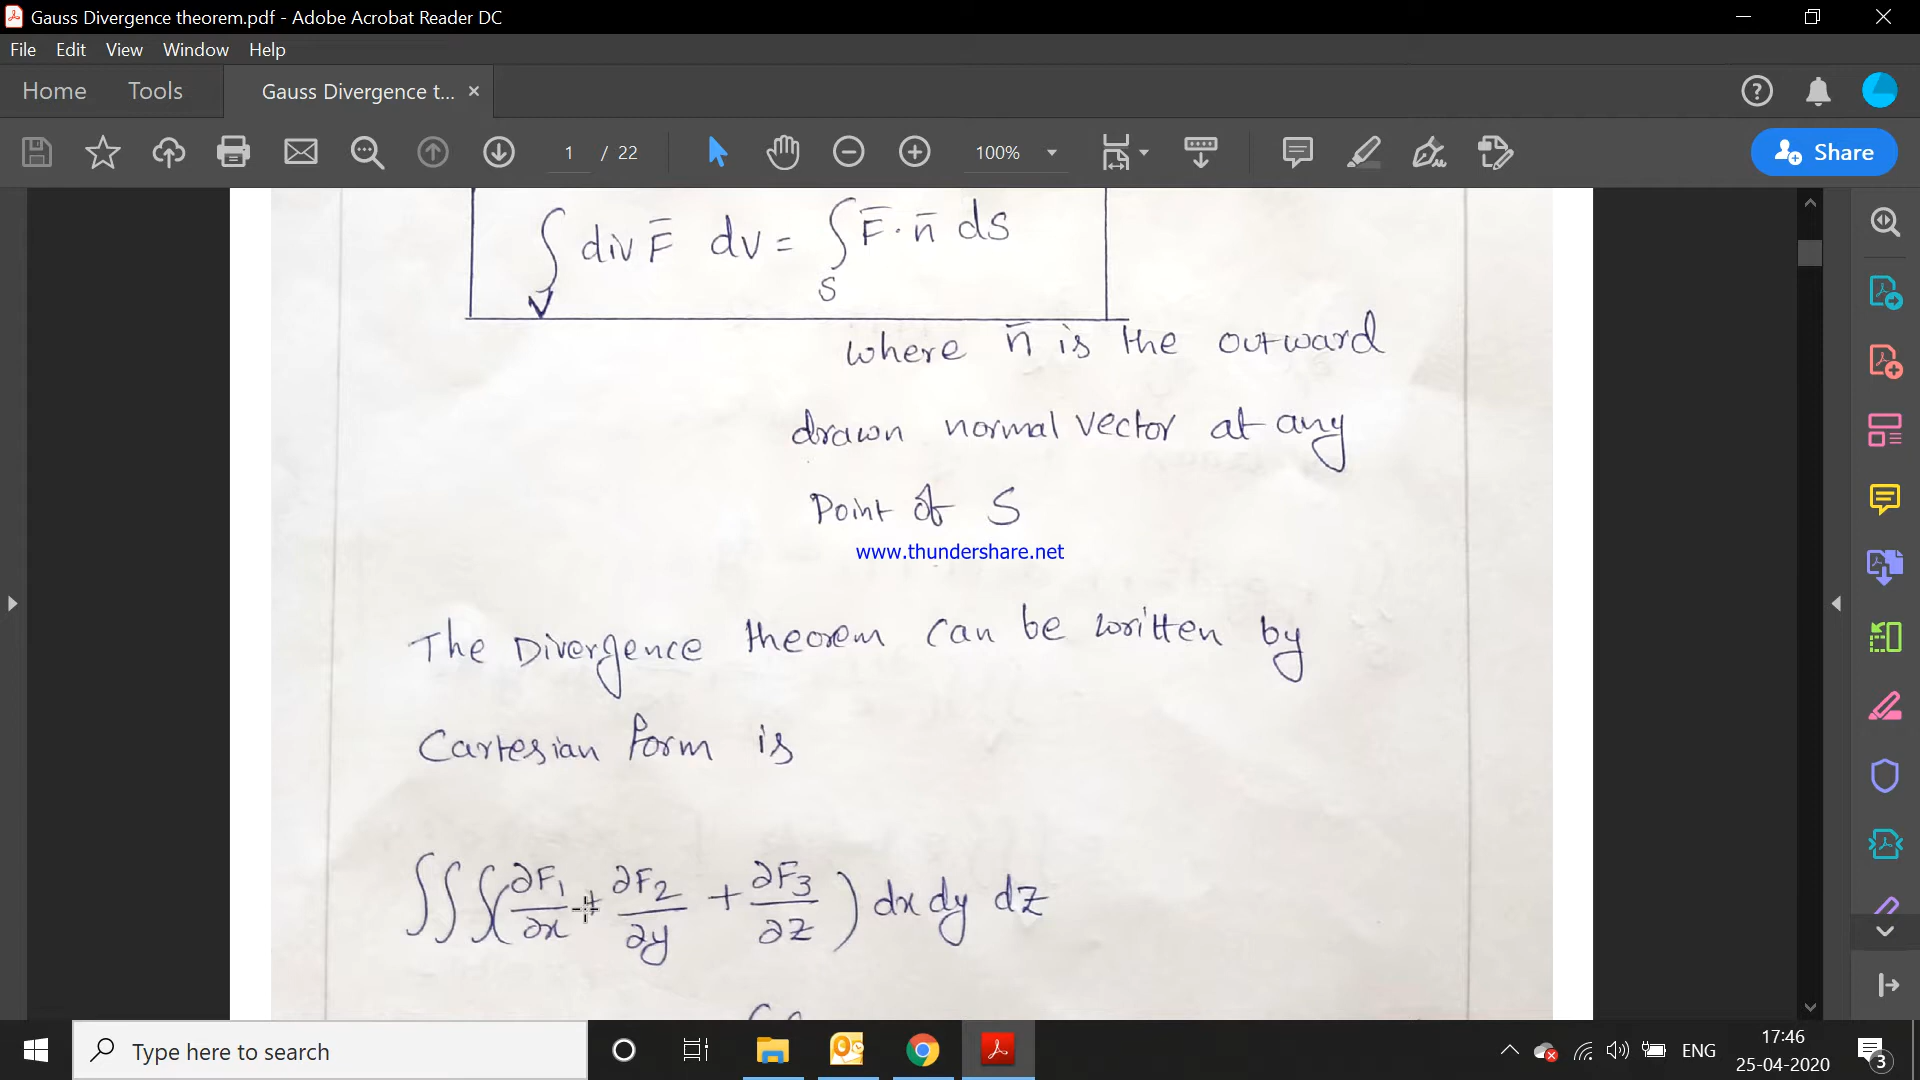 Gauss Divergence theorem.pdf - Adobe Acrobat Reader DC
File Edit View Window Help
Home Tools Gauss Divergence t... ×
1 / 22 100% Share
∫ div F̄ dv = ∫ F̄ · n̄ ds
V S
where n̄ is the outward
drawn normal vector at any
Point of S
www.thundershare.net
The Divergence theorem can be written by
Cartesian form is
∫∫∫(∂F₁/∂x + ∂F₂/∂y + ∂F₃/∂z) dx dy dz
Type here to search
ENG
17:46
25-04-2020
3